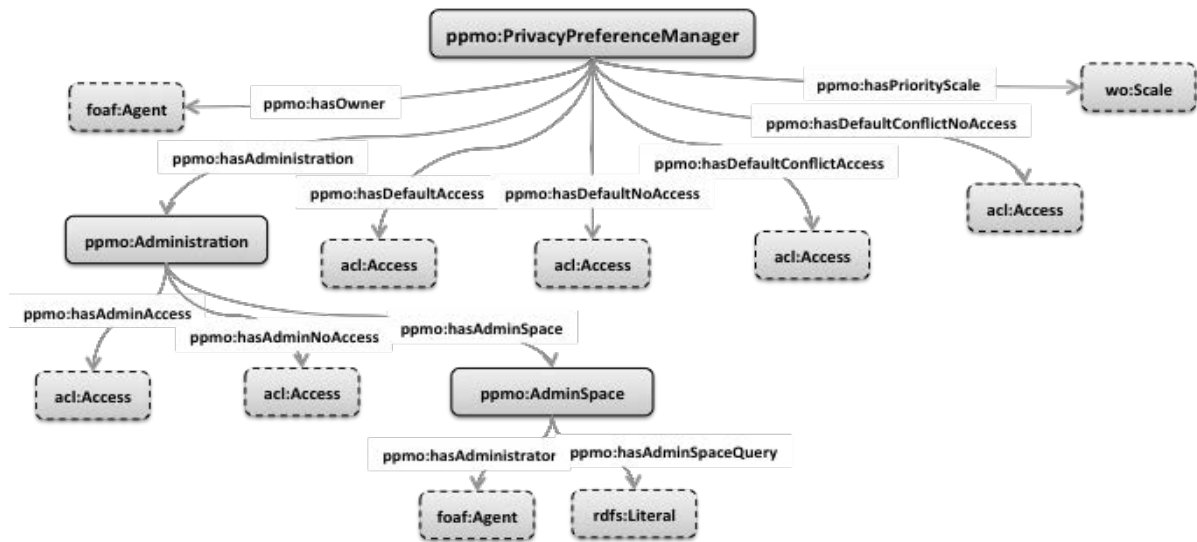 ppmo:PrivacyPreferenceManager
ppmo:hasPriorityScale
foaf:Agent
ppmo:hasOwner
wo:Scale
ppmo:hasDefaultConflictNoAccess
ppmo:hasAdministration
ppmo:hasDefaultConflictAccess
ppmo:hasDefaultAccess
ppmo:hasDefaultNoAccess
acl:Access
ppmo:Administration
acl:Access
acl:Access
acl:Access
ppmo:hasAdminAccess
ppmo:hasAdminNoAccess
ppmo:hasAdminSpace
acl:Access
acl:Access
ppmo:AdminSpace
ppmo:hasAdministrator
ppmo:hasAdminSpaceQuery
foaf:Agent
rdfs:Literal